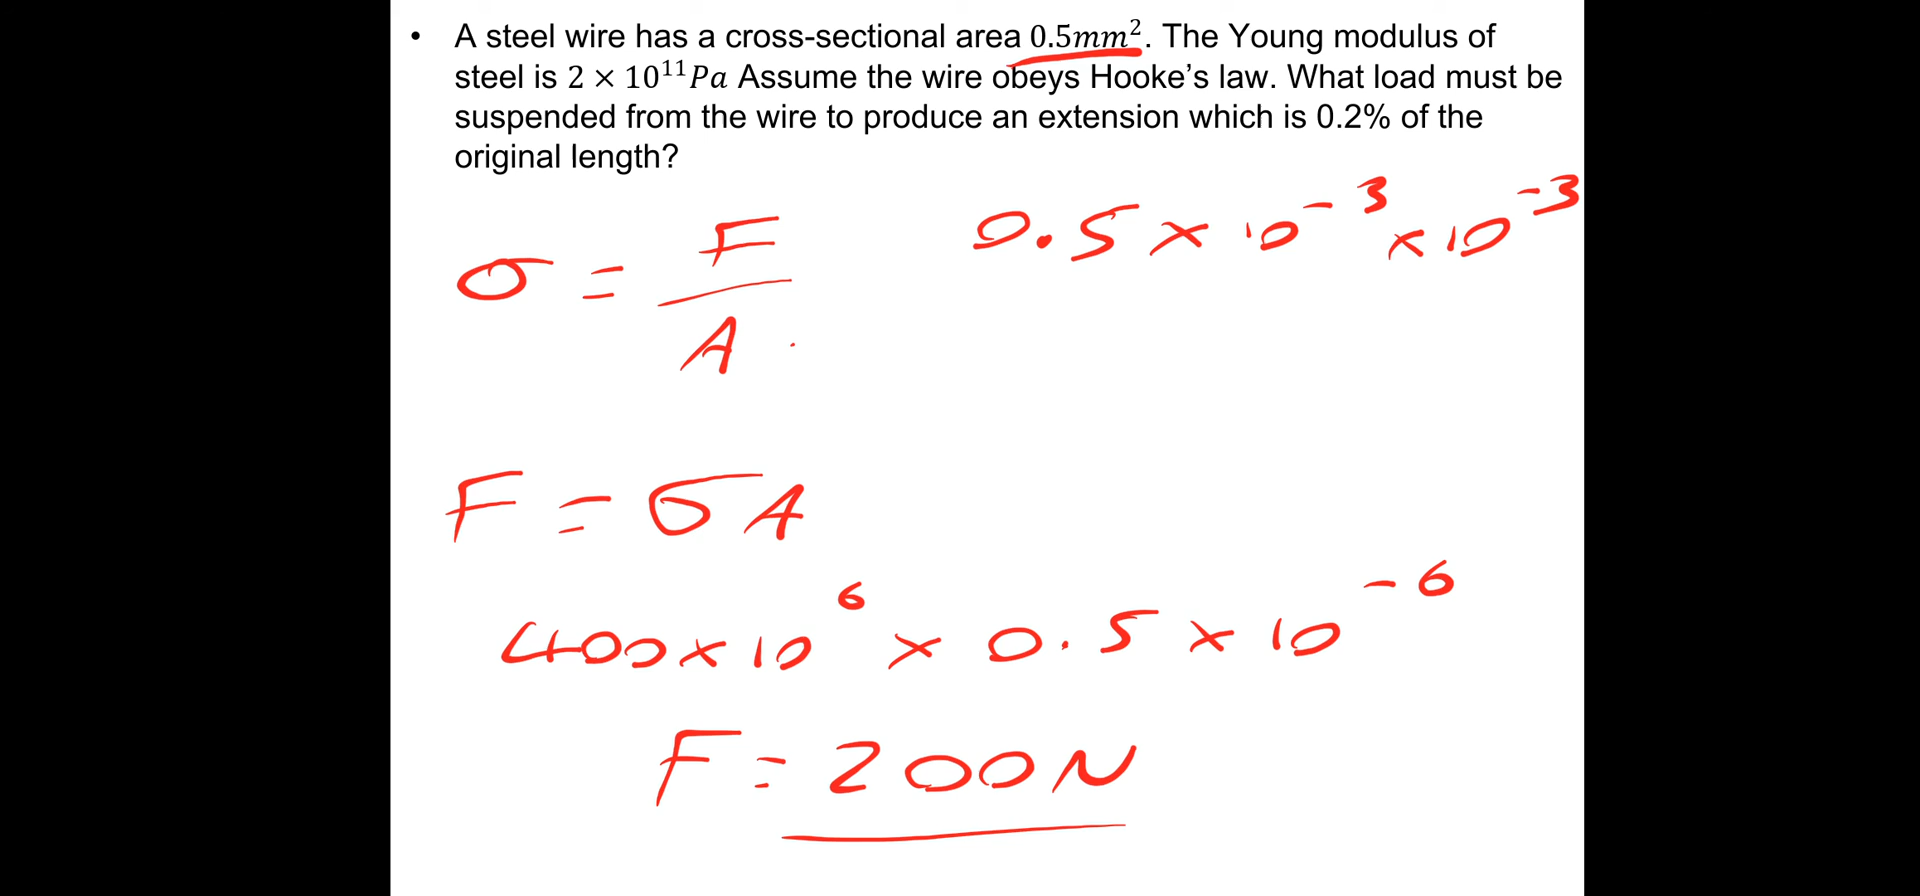 • A steel wire has a cross-sectional area 0.5mm². The Young modulus of
steel is 2 × 10¹¹Pa Assume the wire obeys Hooke’s law. What load must be
suspended from the wire to produce an extension which is 0.2% of the
original length?
0.5 × 10⁻³ × 10⁻³
σ = F/A
F = σA
400 × 10⁶ × 0.5 × 10⁻⁶
F = 200N